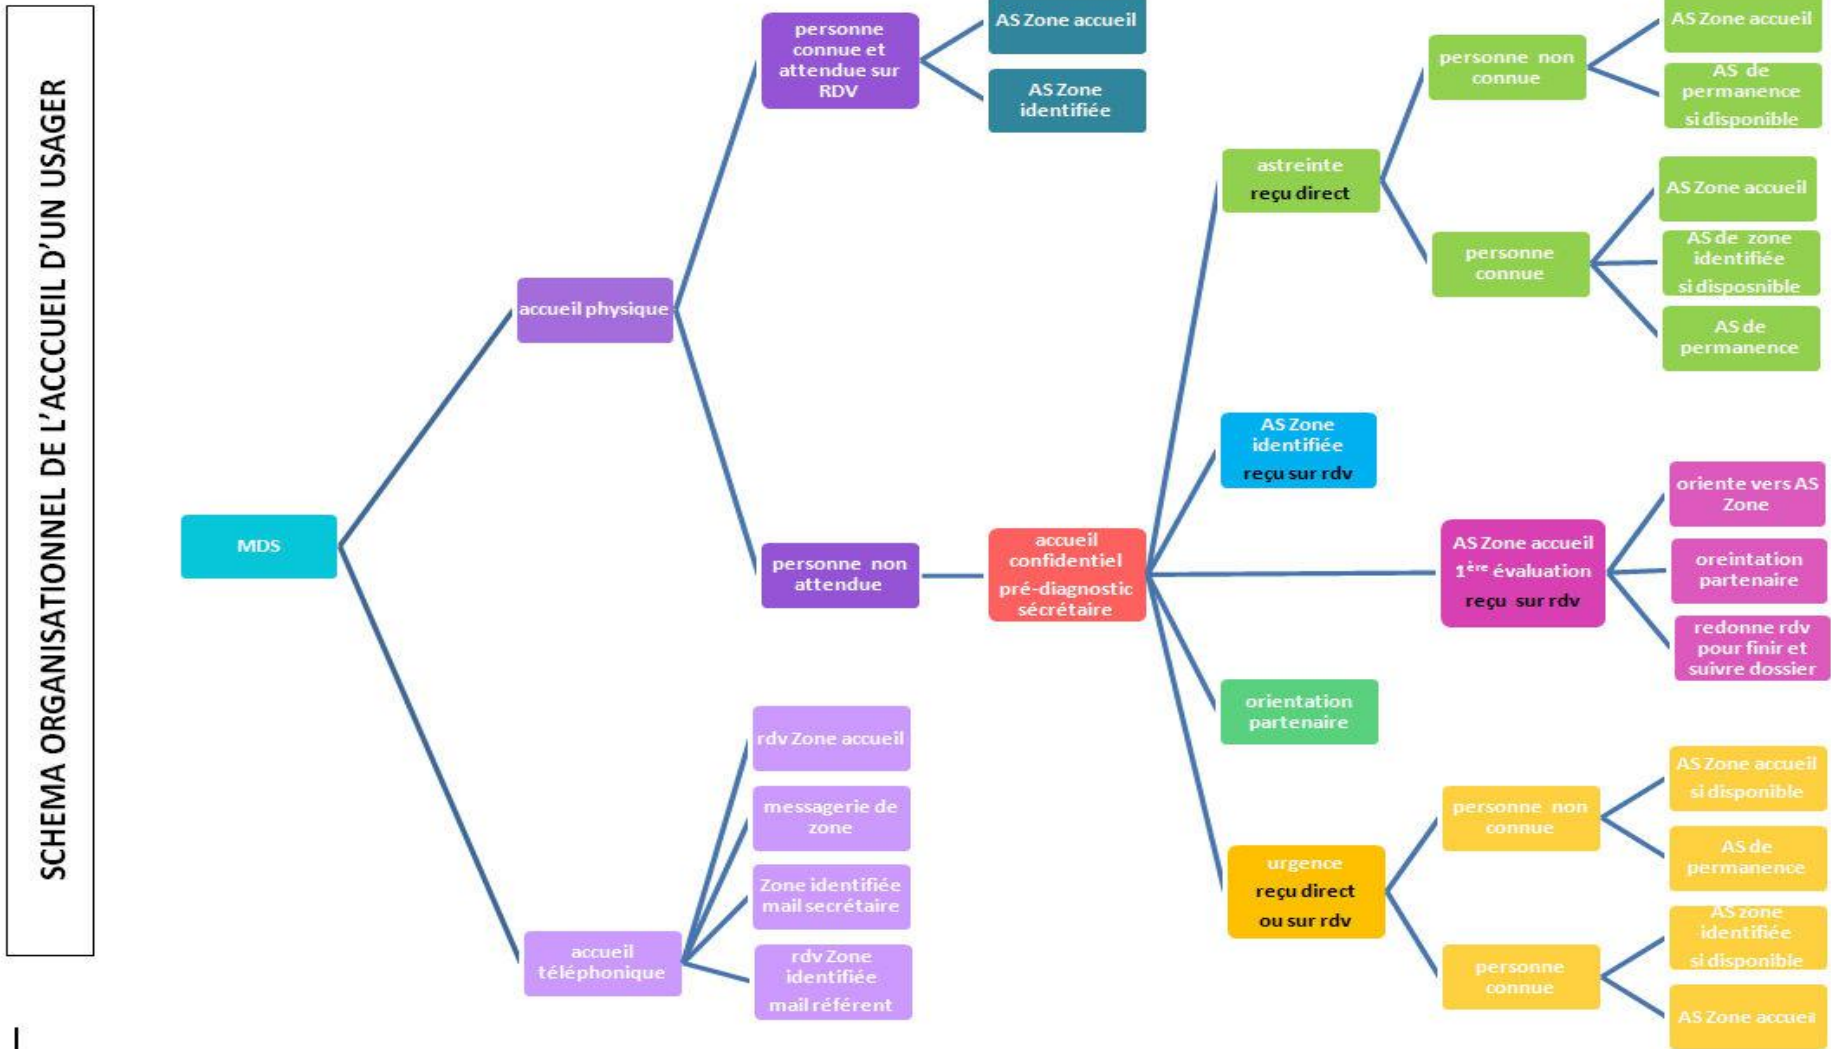 SCHEMA ORGANISATIONNEL DE L'ACCCUEIL D'UN USAGER
MDS
accueil physique
personne
connue et
attendue sur
RDV
AS Zone accueil
AS Zone
identifiée
personne non
attendue
accueil
confidentiel
pré-diagnostic
sécrétaire
astreinte
reçu direct
personne non
connue
AS Zone accueil
AS de
permanence
si disponible
personne
connue
AS Zone accueil
AS de zone
identifiée
si disposnible
AS de
permanence
AS Zone
identifiée
reçu sur rdv
AS Zone accueil
1ère évaluation
reçu sur rdv
oriente vers AS
Zone
oreintation
partenaire
redonne rdv
pour finir et
suivre dossier
orientation
partenaire
urgence
reçu direct
ou sur rdv
personne non
connue
AS Zone accueil
si disponible
AS de
permanence
personne
connue
AS zone
identifiée
si disponible
AS Zone accueil
accueil
téléphonique
rdv Zone accueil
messagerie de
zone
Zone identifiée
mail secrétaire
rdv Zone
identifiée
mail référent